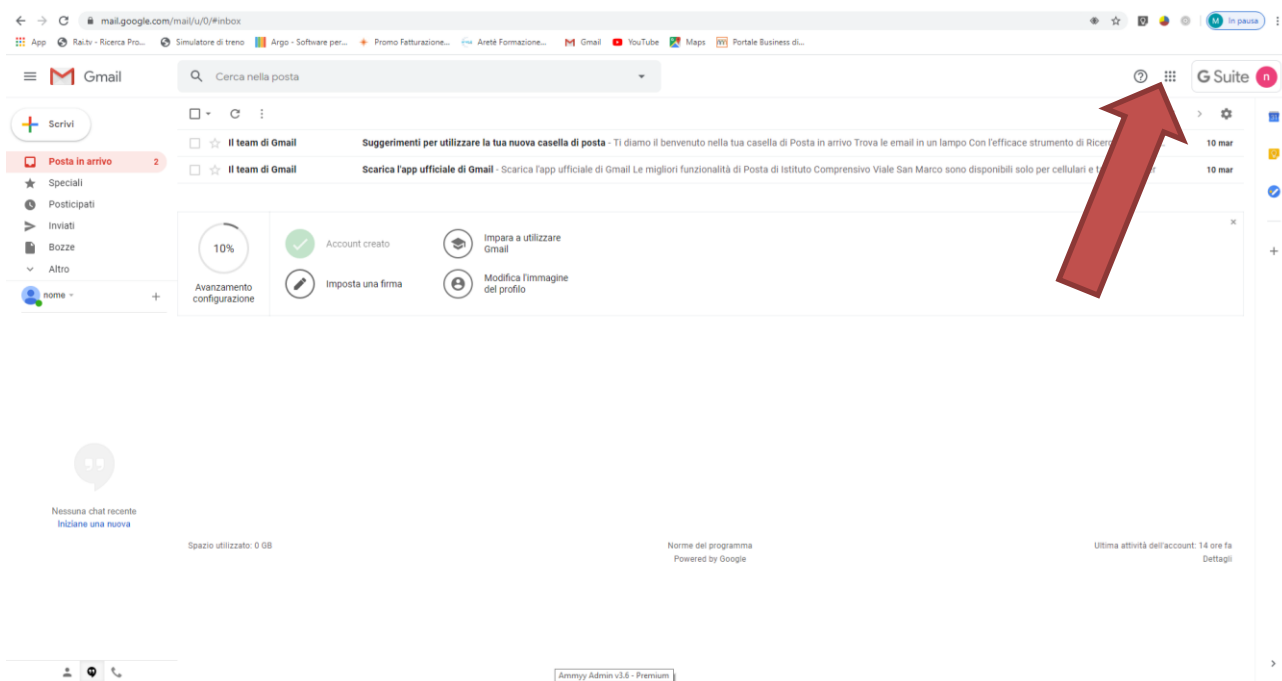 mail.google.com/mail/u/0/#inbox
In pausa
App Rai.tv - Ricerca Pro... Simulatore di treno Argo - Software per... Promo Fatturazione... Areté Formazione... Gmail YouTube Maps Portale Business di...
Gmail
Cerca nella posta
G Suite n
Scrivi
Il team di Gmail Suggerimenti per utilizzare la tua nuova casella di posta - Ti diamo il benvenuto nella tua casella di Posta in arrivo Trova le email in un lampo Con l'efficace strumento di 10 mar
Posta in arrivo 2
Il team di Gmail Scarica l'app ufficiale di Gmail - Scarica l'app ufficiale di Gmail Le migliori funzionalità di Posta di Istituto Comprensivo Viale San Marco sono disponibili solo per cellulari e 10 mar
Speciali
Posticipati
Inviati
Bozze
Altro
nome
10%
Avanzamento
configurazione
Account creato
Imposta una firma
Impara a utilizzare
Gmail
Modifica l'immagine
del profilo
Nessuna chat recente
Iniziane una nuova
Spazio utilizzato: 0 GB
Norme del programma
Powered by Google
Ultima attività dell'account: 14 ore fa
Dettagli
Ammyy Admin v3.6 - Premium